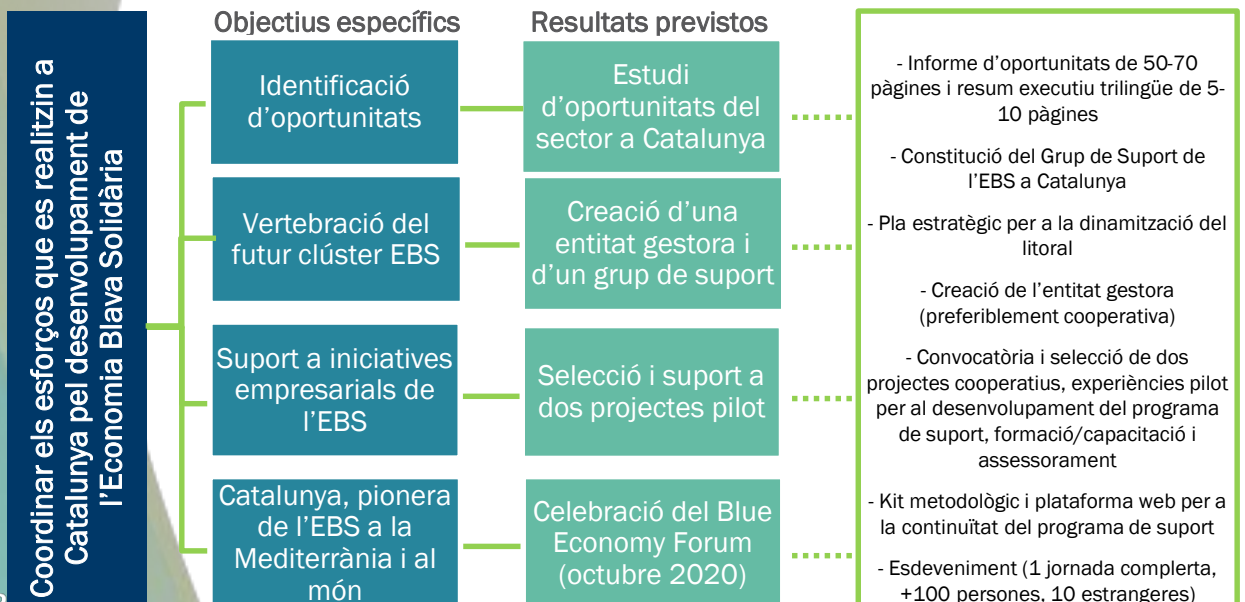 Coordinar els esforços que es realitzin a
Catalunya pel desenvolupament de
l'Economia Blava Solidària
Objectius específics
Resultats previstos
Identificació
d'oportunitats
Estudi
d'oportunitats del
sector a Catalunya
Vertebració del
futur clúster EBS
Creació d'una
entitat gestora i
d'un grup de suport
Suport a iniciatives
empresarials de
l'EBS
Selecció i suport a
dos projectes pilot
Catalunya, pionera
de l'EBS a la
Mediterrània i al
món
Celebració del Blue
Economy Forum
(octubre 2020)
- Informe d'oportunitats de 50-70
pàgines i resum executiu trilingüe de 5-
10 pàgines
- Constitució del Grup de Suport de
l'EBS a Catalunya
- Pla estratègic per a la dinamització del
litoral
- Creació de l'entitat gestora
(preferiblement cooperativa)
- Convocatòria i selecció de dos
projectes cooperatius, experiències pilot
per al desenvolupament del programa
de suport, formació/capacitació i
assessorament
- Kit metodològic i plataforma web per a
la continuïtat del programa de suport
- Esdeveniment (1 jornada complerta,
+100 persones, 10 estrangeres)